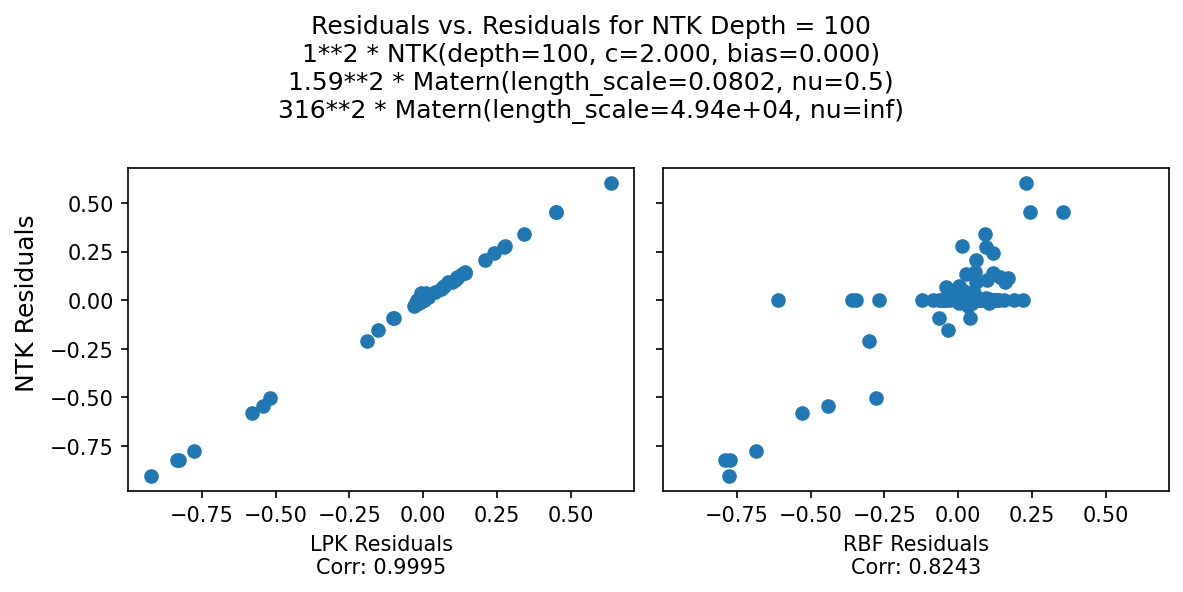 Residuals vs. Residuals for NTK Depth = 100
1**2 * NTK(depth=100, c=2.000, bias=0.000)
1.59**2 * Matern(length_scale=0.0802, nu=0.5)
316**2 * Matern(length_scale=4.94e+04, nu=inf)
NTK Residuals
0.50
0.25
0.00
−0.25
−0.50
−0.75
−0.75 −0.50 −0.25 0.00 0.25 0.50
LPK Residuals
Corr: 0.9995
−0.75 −0.50 −0.25 0.00 0.25 0.50
RBF Residuals
Corr: 0.8243